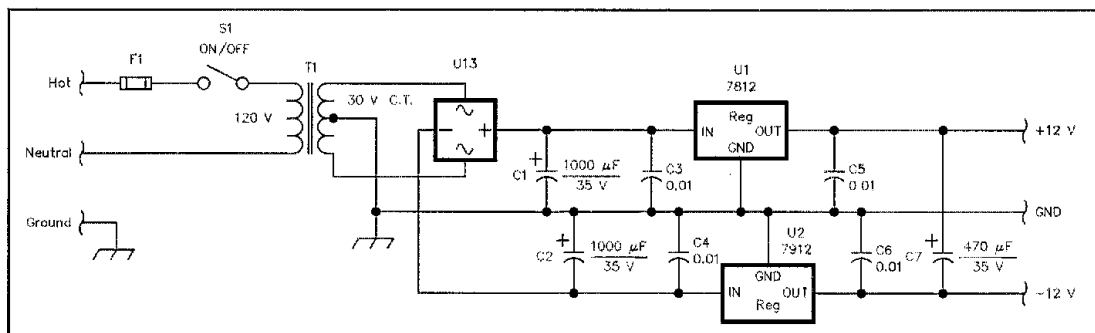 S1
ON/OFF
F1
Hot
T1
U13
30 V C.T.
120 V
Neutral
Ground
~
~
−
+
U1
7812
Reg
IN
OUT
GND
+12 V
C1
+
1000 µF
35 V
C3
0.01
C5
0.01
GND
C2
+
1000 µF
35 V
C4
0.01
U2
7912
GND
IN
OUT
Reg
C6
0.01
C7
+
470 µF
35 V
−12 V